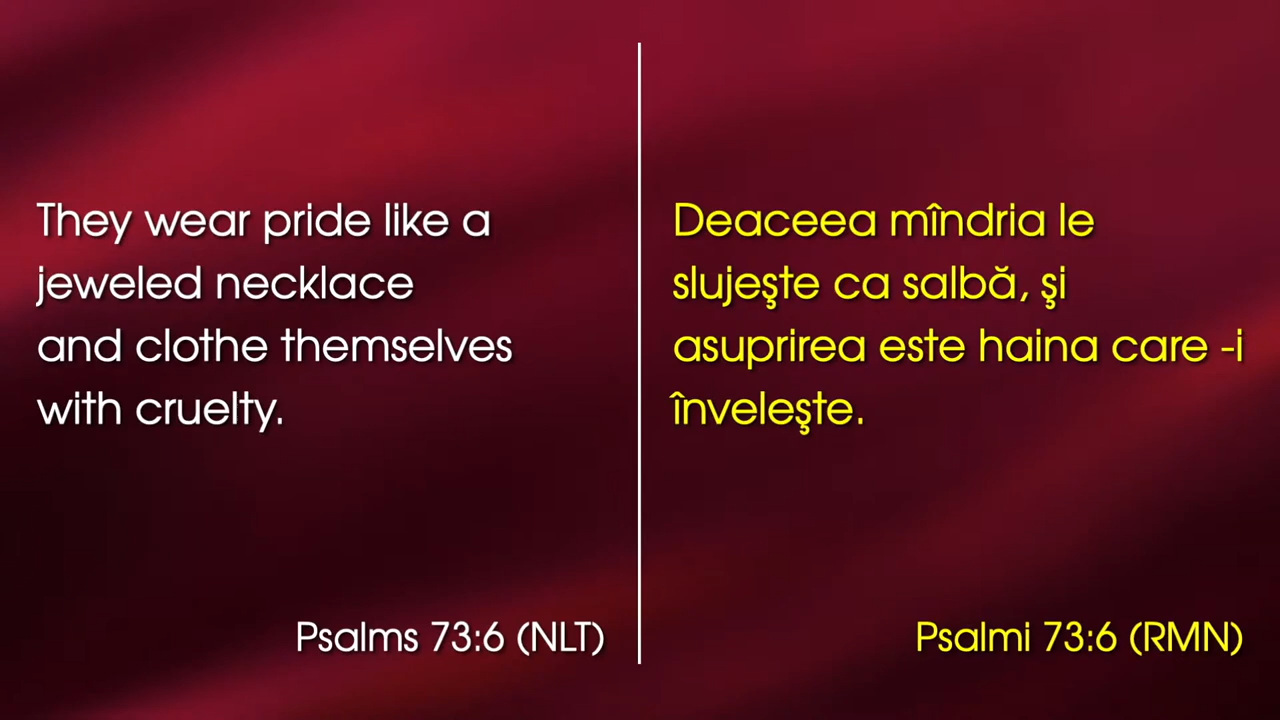 They wear pride like a
jeweled necklace
and clothe themselves
with cruelty.
Psalms 73:6 (NLT)
Deaceea mîndria le
slujeşte ca salbă, şi
asuprirea este haina care -i
înveleşte.
Psalmi 73:6 (RMN)